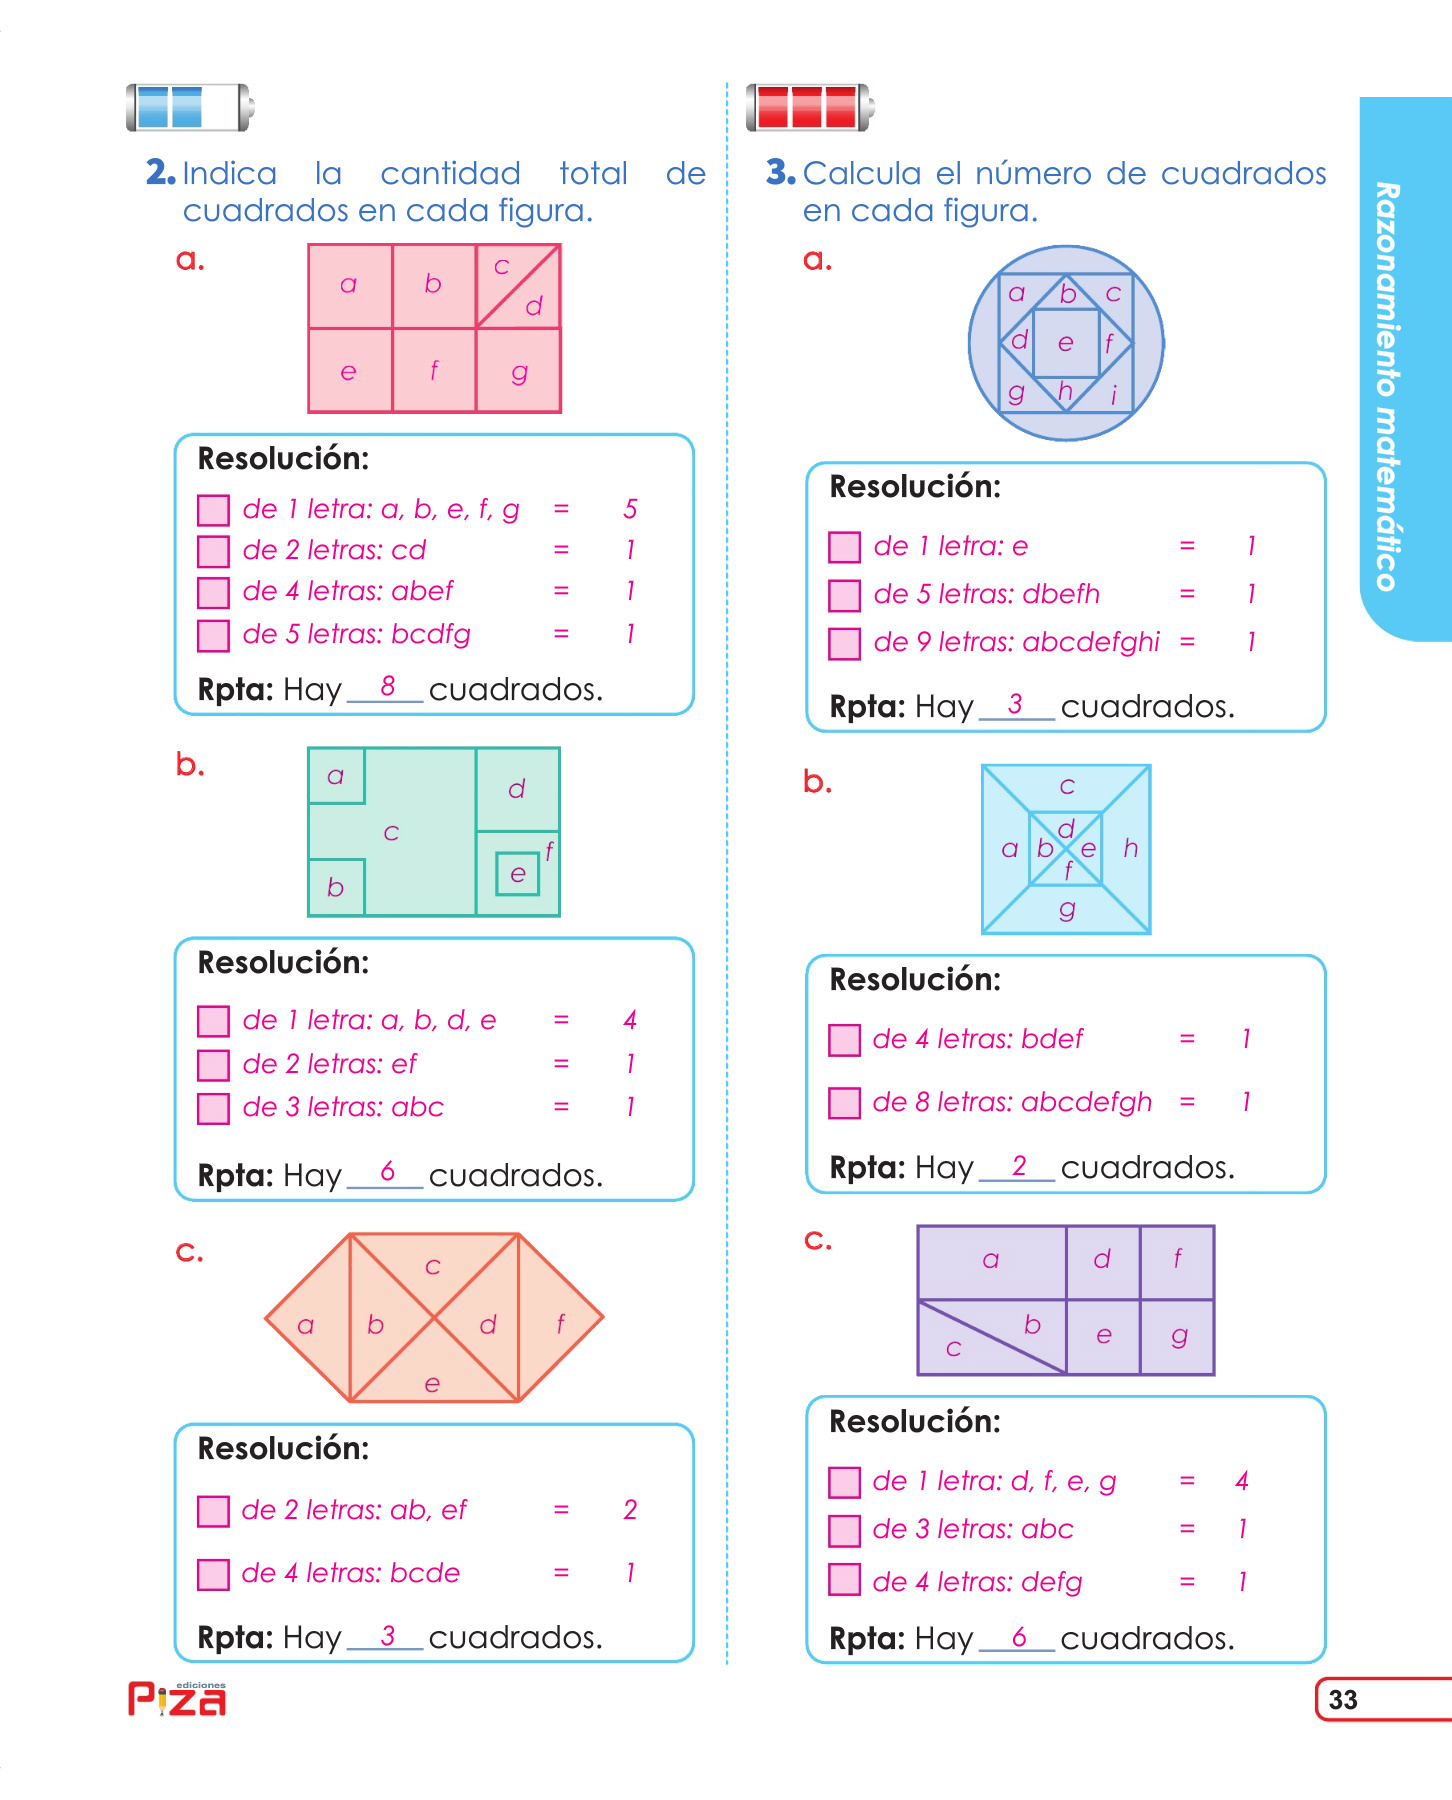 2. Indica la cantidad total de
cuadrados en cada figura.
a.
a
b
c
d
e
f
g
Resolución:
de 1 letra: a, b, e, f, g = 5
de 2 letras: cd = 1
de 4 letras: abef = 1
de 5 letras: bcdfg = 1
Rpta: Hay 8 cuadrados.
b.
a
d
c
f
e
b
Resolución:
de 1 letra: a, b, d, e = 4
de 2 letras: ef = 1
de 3 letras: abc = 1
Rpta: Hay 6 cuadrados.
c.
c
a
b
d
f
e
Resolución:
de 2 letras: ab, ef = 2
de 4 letras: bcde = 1
Rpta: Hay 3 cuadrados.
3. Calcula el número de cuadrados
en cada figura.
a.
a
b
c
d
e
f
g
h
i
Resolución:
de 1 letra: e = 1
de 5 letras: dbefh = 1
de 9 letras: abcdefghi = 1
Rpta: Hay 3 cuadrados.
b.
c
d
a
b
e
h
f
g
Resolución:
de 4 letras: bdef = 1
de 8 letras: abcdefgh = 1
Rpta: Hay 2 cuadrados.
c.
a
d
f
b
c
e
g
Resolución:
de 1 letra: d, f, e, g = 4
de 3 letras: abc = 1
de 4 letras: defg = 1
Rpta: Hay 6 cuadrados.
Razonamiento matemático
ediciones
Piza
33